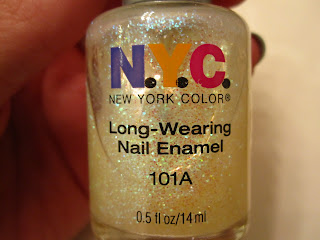 N.Y.C.
NEW YORK COLOR®
Long-Wearing
Nail Enamel
101A
0.5 fl oz/14 ml